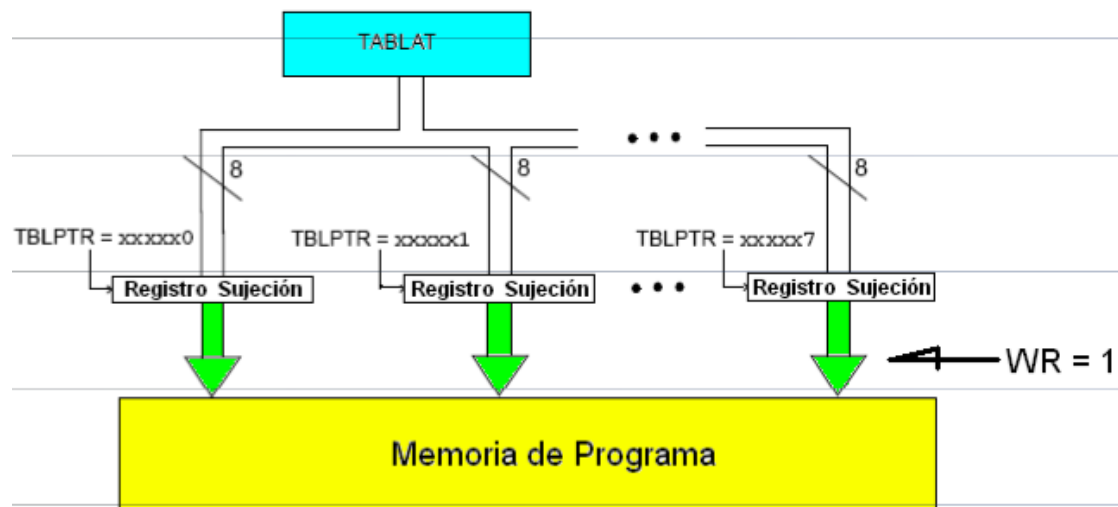 TABLAT
8
8
8
TBLPTR = xxxxx0
TBLPTR = xxxxx1
TBLPTR = xxxxx7
Registro Sujeción
Registro Sujeción
Registro Sujeción
WR = 1
Memoria de Programa